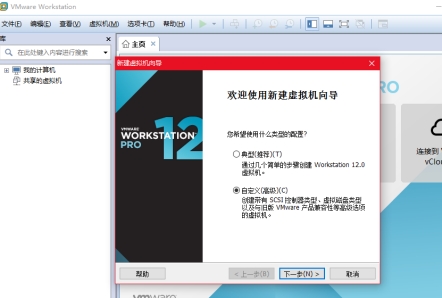 VMware Workstation
文件(F) 编辑(E) 查看(V) 虚拟机(M) 选项卡(T) 帮助(H)
库
在此处键入内容进行搜索
我的计算机
共享的虚拟机
主页
新建虚拟机向导
VMWARE
WORKSTATION
PRO
12
欢迎使用新建虚拟机向导
您希望使用什么类型的配置?
典型(推荐)(T)
通过几个简单的步骤创建 Workstation 12.0
虚拟机。
自定义(高级)(C)
创建带有 SCSI 控制器类型、虚拟磁盘类型
以及与旧版 VMware 产品兼容性等高级选项
的虚拟机。
帮助
< 上一步(B)
下一步(N) >
取消
RO
连接到
vClou
vmware